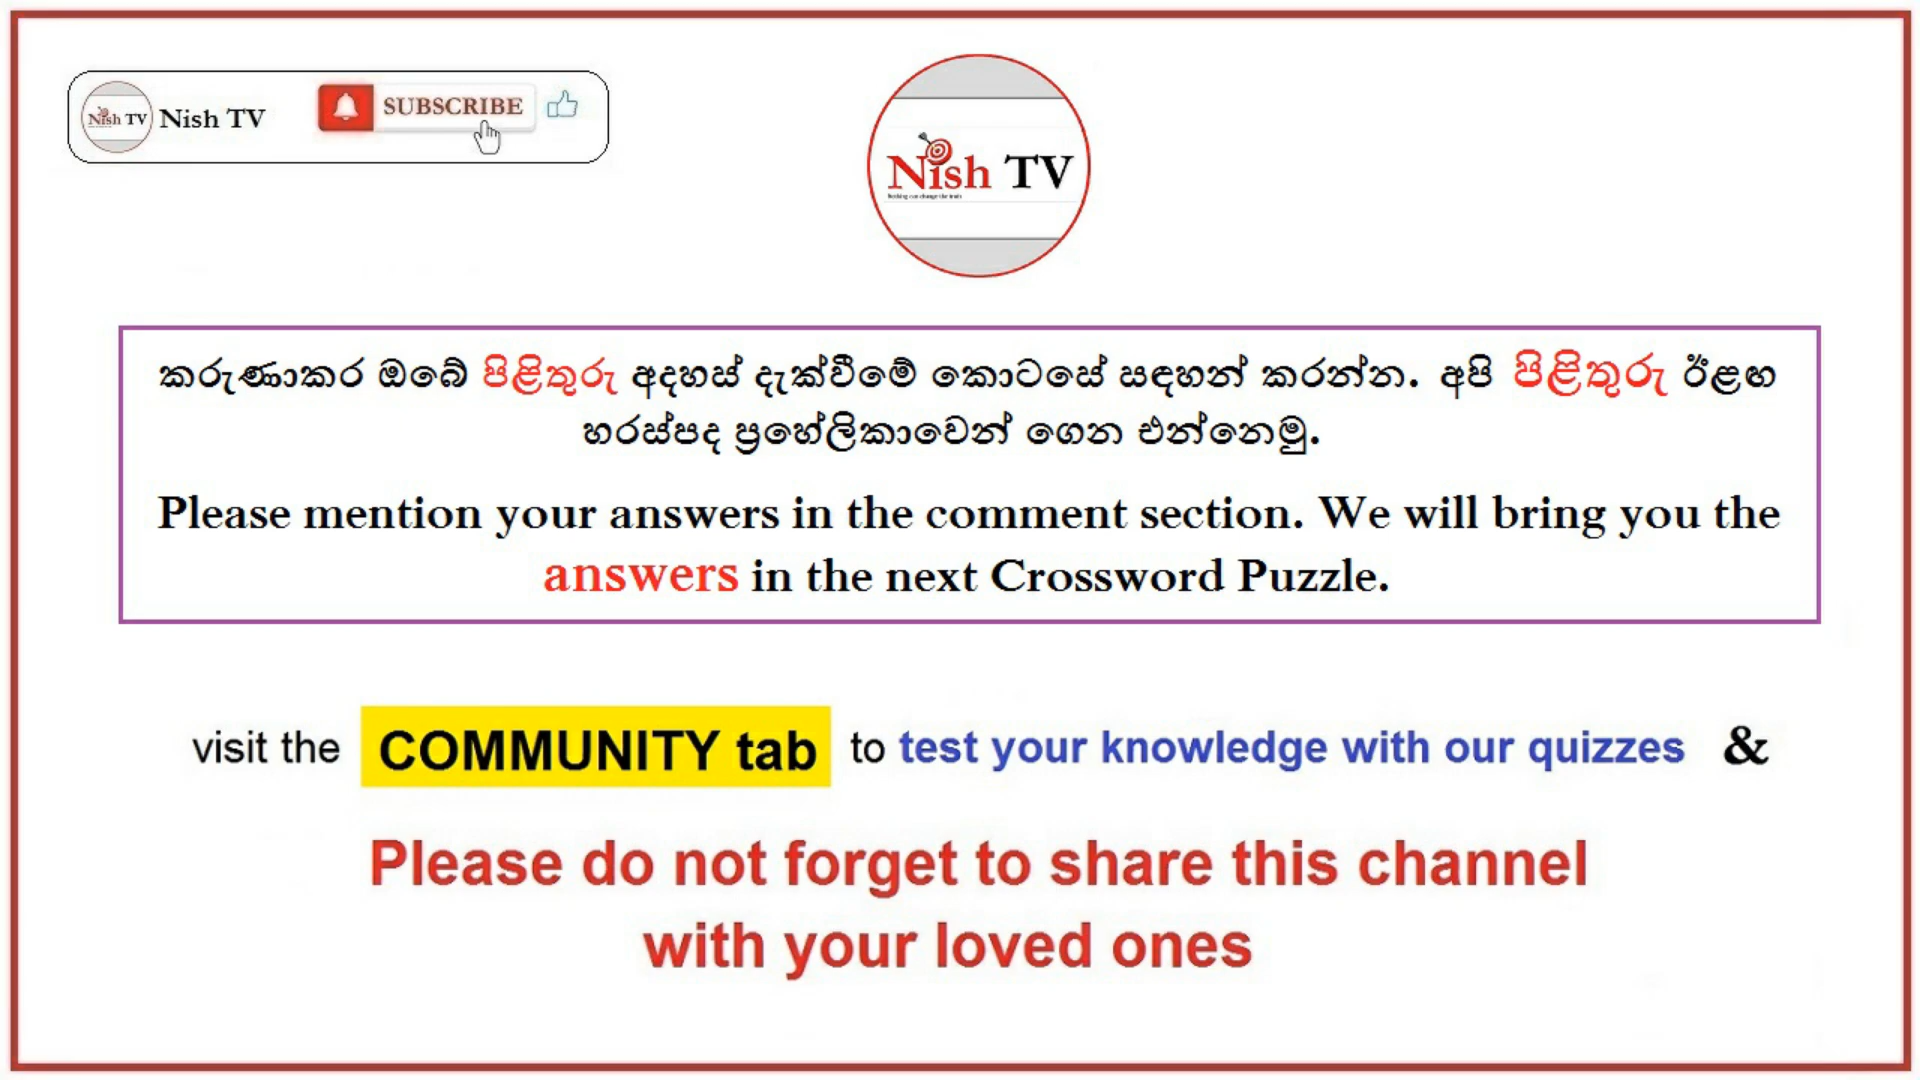 Nish TV Nish TV SUBSCRIBE
Nish TV
කරුණාකර ඔබේ පිළිතුරු අදහස් දැක්වීමේ කොටසේ සඳහන් කරන්න. අපි පිළිතුරු ඊළඟ
හරස්පද ප්‍රහේලිකාවෙන් ගෙන එන්නෙමු.
Please mention your answers in the comment section. We will bring you the
answers in the next Crossword Puzzle.
visit the COMMUNITY tab to test your knowledge with our quizzes &
Please do not forget to share this channel
with your loved ones